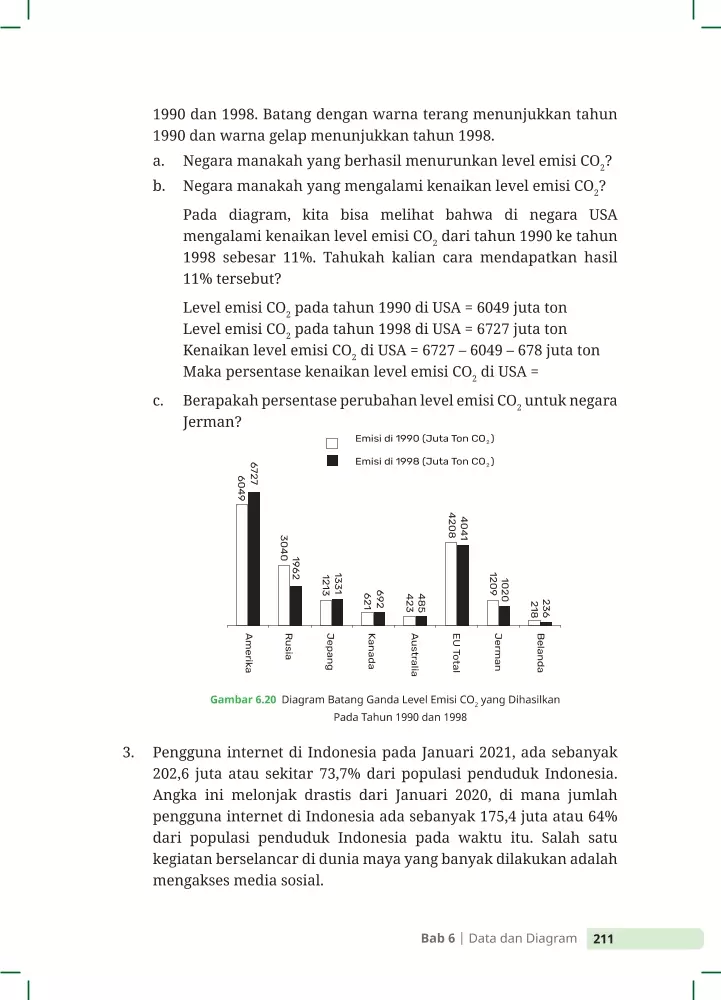 1990 dan 1998. Batang dengan warna terang menunjukkan tahun
1990 dan warna gelap menunjukkan tahun 1998.
a. Negara manakah yang berhasil menurunkan level emisi CO₂?
b. Negara manakah yang mengalami kenaikan level emisi CO₂?
Pada diagram, kita bisa melihat bahwa di negara USA
mengalami kenaikan level emisi CO₂ dari tahun 1990 ke tahun
1998 sebesar 11%. Tahukah kalian cara mendapatkan hasil
11% tersebut?
Level emisi CO₂ pada tahun 1990 di USA = 6049 juta ton
Level emisi CO₂ pada tahun 1998 di USA = 6727 juta ton
Kenaikan level emisi CO₂ di USA = 6727 – 6049 – 678 juta ton
Maka persentase kenaikan level emisi CO₂ di USA =
c. Berapakah persentase perubahan level emisi CO₂ untuk negara
Jerman?
Emisi di 1990 (Juta Ton CO₂)
Emisi di 1998 (Juta Ton CO₂)
6049
6727
3040
1962
1213
1331
621
692
423
485
4208
4041
1209
1020
218
236
Amerika
Rusia
Jepang
Kanada
Australia
EU Total
Jerman
Belanda
Gambar 6.20 Diagram Batang Ganda Level Emisi CO₂ yang Dihasilkan
Pada Tahun 1990 dan 1998
3. Pengguna internet di Indonesia pada Januari 2021, ada sebanyak
202,6 juta atau sekitar 73,7% dari populasi penduduk Indonesia.
Angka ini melonjak drastis dari Januari 2020, di mana jumlah
pengguna internet di Indonesia ada sebanyak 175,4 juta atau 64%
dari populasi penduduk Indonesia pada waktu itu. Salah satu
kegiatan berselancar di dunia maya yang banyak dilakukan adalah
mengakses media sosial.
Bab 6 | Data dan Diagram 211